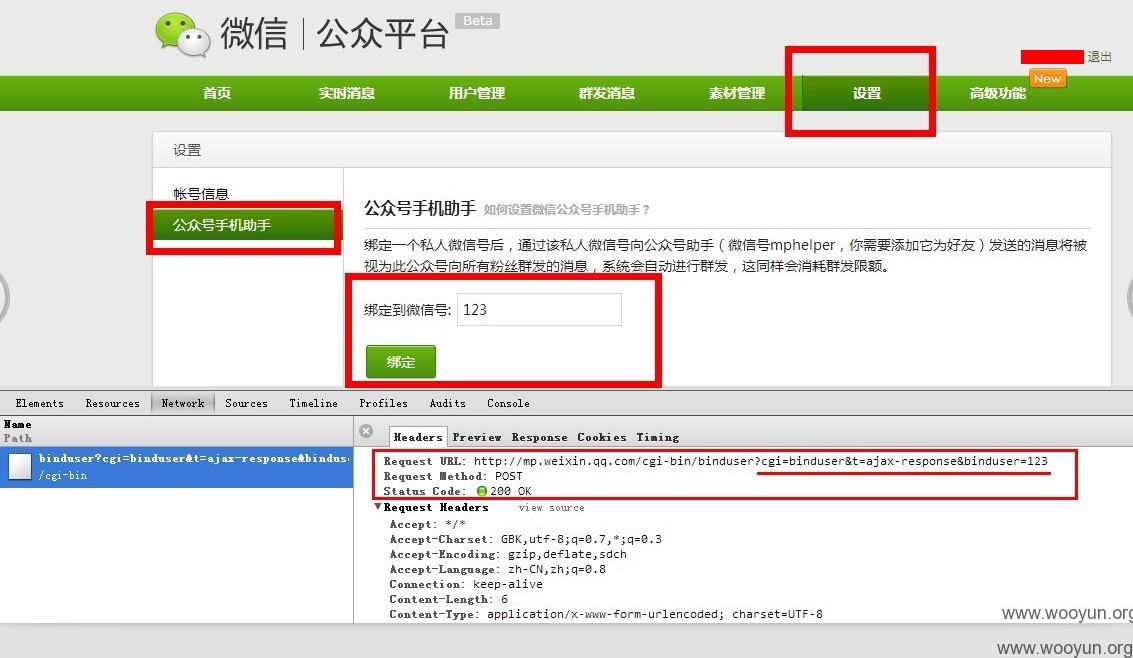 微信 公众平台 Beta
退出
New
首页 实时消息 用户管理 群发消息 素材管理 设置 高级功能
设置
帐号信息
公众号手机助手
公众号手机助手 如何设置微信公众号手机助手？
绑定一个私人微信号后，通过该私人微信号向公众号助手（微信号mphelper，你需要添加它为好友）发送的消息将被
视为此公众号向所有粉丝群发的消息，系统会自动进行群发，这同样会消耗群发限额。
绑定到微信号: 123
绑定
Elements Resources Network Sources Timeline Profiles Audits Console
Name
Path
binduser?cgi=binduser&t=ajax-response&binduse
/cgi-bin
Headers Preview Response Cookies Timing
Request URL: http://mp.weixin.qq.com/cgi-bin/binduser?cgi=binduser&t=ajax-response&binduser=123
Request Method: POST
Status Code: 200 OK
Request Headers view source
Accept: */*
Accept-Charset: GBK,utf-8;q=0.7,*;q=0.3
Accept-Encoding: gzip,deflate,sdch
Accept-Language: zh-CN,zh;q=0.8
Connection: keep-alive
Content-Length: 6
Content-Type: application/x-www-form-urlencoded; charset=UTF-8
www.wooyun.org
www.wooyun.org